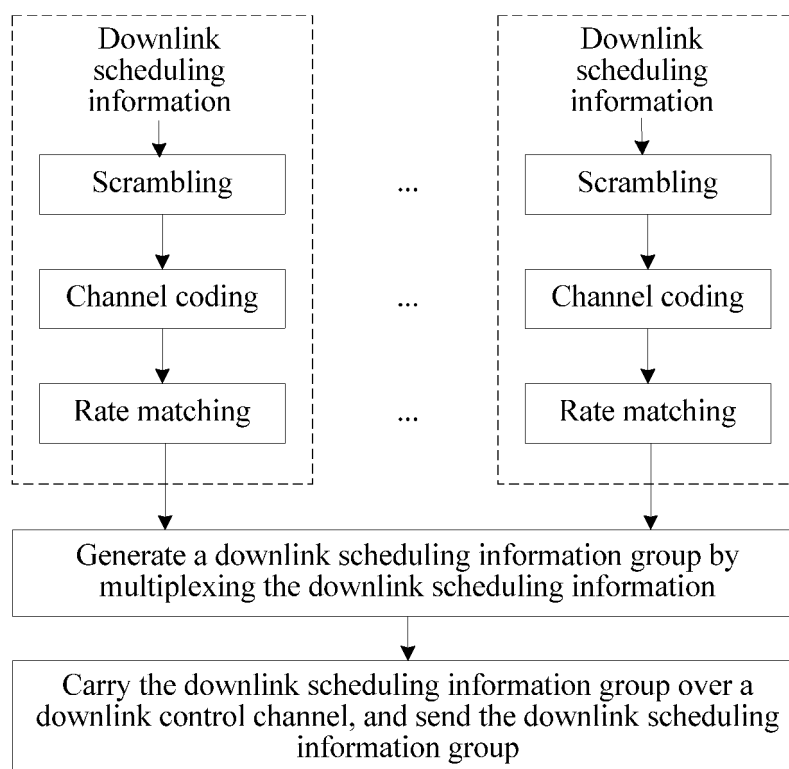 Downlink
scheduling
information
Downlink
scheduling
information
Scrambling
...
Scrambling
Channel coding
...
Channel coding
Rate matching
...
Rate matching
Generate a downlink scheduling information group by
multiplexing the downlink scheduling information
Carry the downlink scheduling information group over a
downlink control channel, and send the downlink scheduling
information group